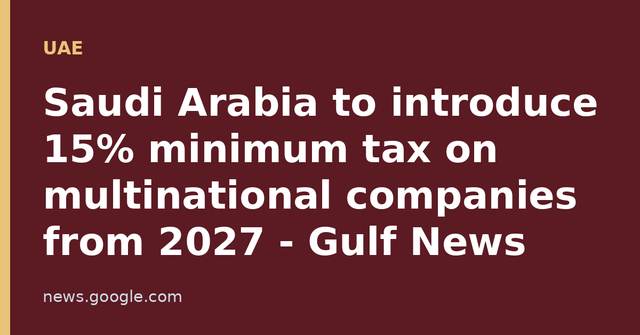 UAE
Saudi Arabia to introduce
15% minimum tax on
multinational companies
from 2027 - Gulf News
news.google.com